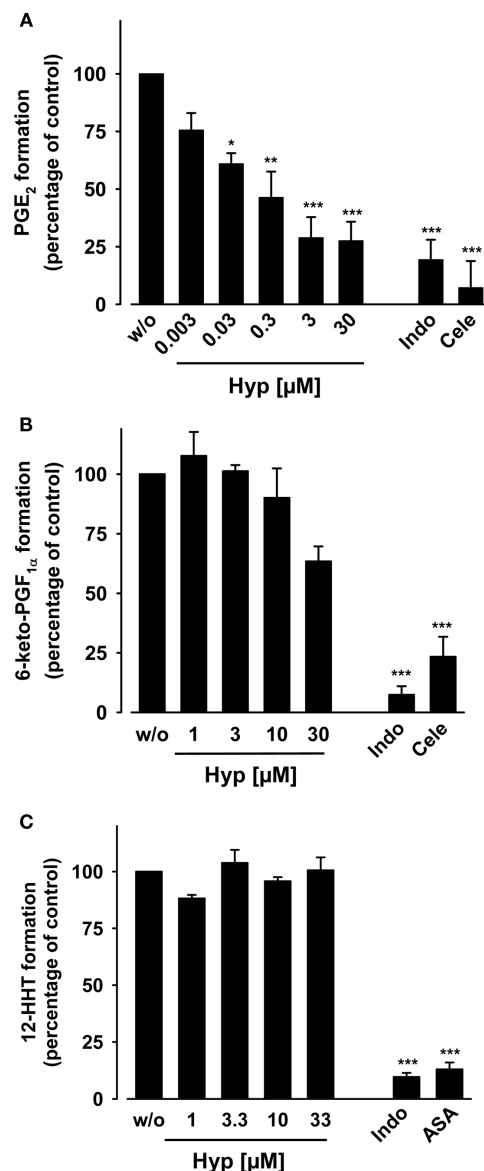 A
PGE2 formation
(percentage of control)
100
75
50
25
0
*
**
***
***
***
***
w/o
0.003
0.03
0.3
3
30
Indo
Cele
Hyp [µM]
B
6-keto-PGF1α formation
(percentage of control)
100
75
50
25
0
***
***
w/o
1
3
10
30
Indo
Cele
Hyp [µM]
C
12-HHT formation
(percentage of control)
100
75
50
25
0
***
***
w/o
1
3.3
10
33
Indo
ASA
Hyp [µM]